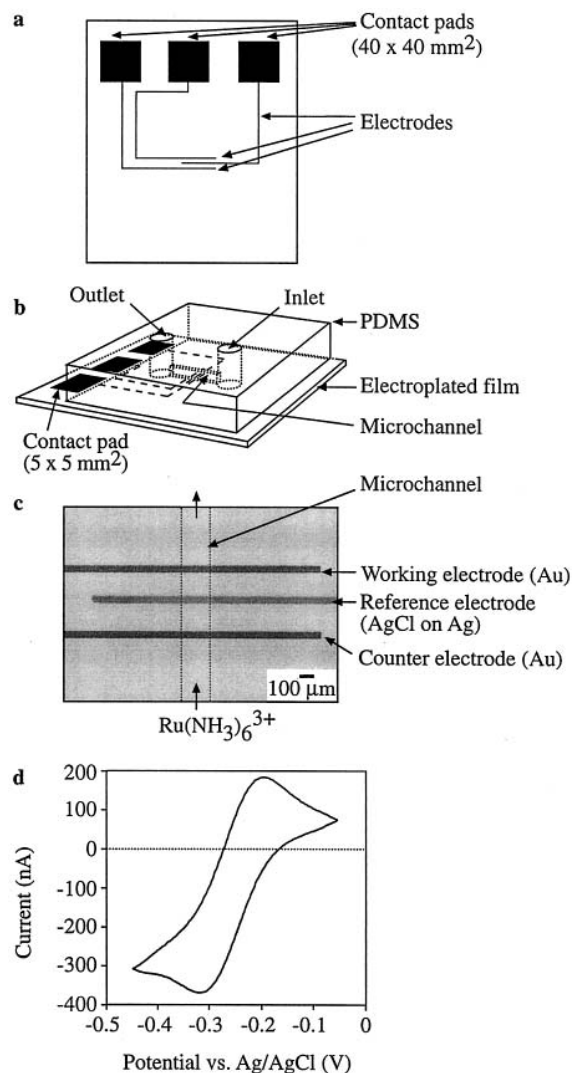 a
Contact pads
(40 x 40 mm²)
Electrodes
b
Outlet
Inlet
PDMS
Electroplated film
Microchannel
Contact pad
(5 x 5 mm²)
c
Microchannel
Working electrode (Au)
Reference electrode
(AgCl on Ag)
Counter electrode (Au)
100 μm
Ru(NH₃)₆³⁺
d
200
100
0
-100
-200
-300
-400
Current (nA)
-0.5 -0.4 -0.3 -0.2 -0.1 0
Potential vs. Ag/AgCl (V)